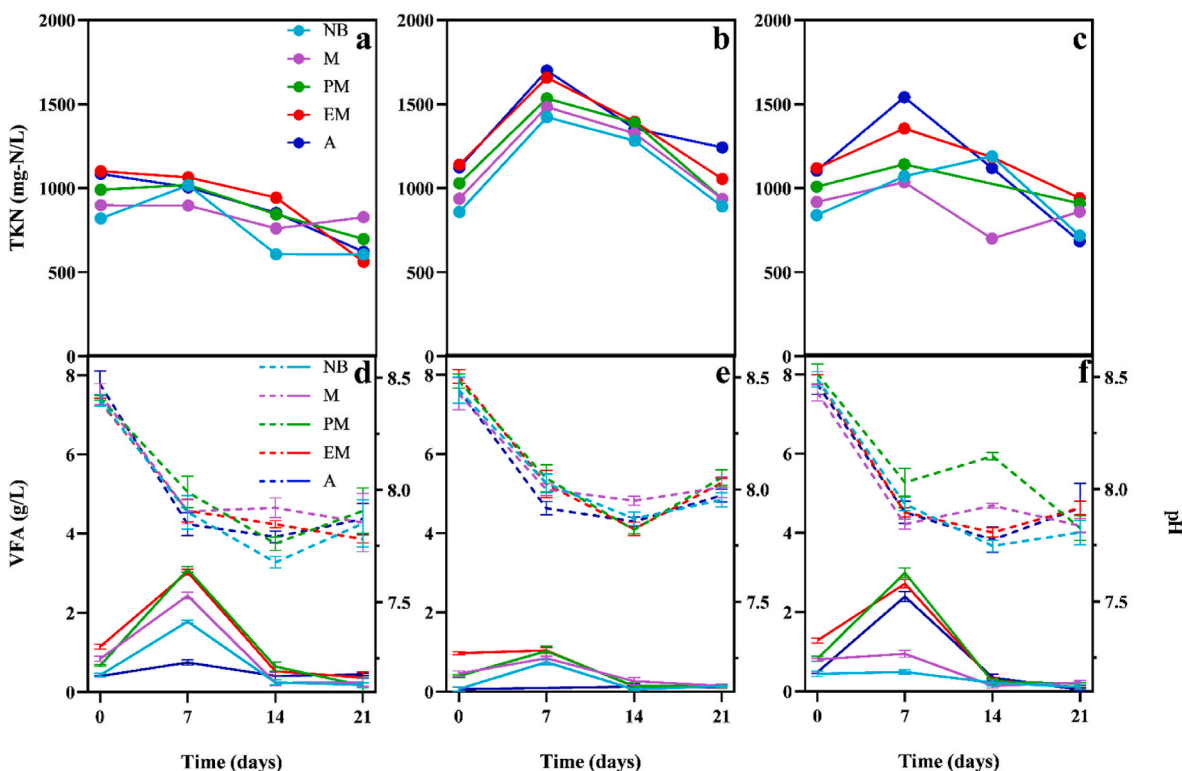 TKN (mg-N/L)
2000
1500
1000
500
0
a
NB
M
PM
EM
A
2000
1500
1000
500
0
b
2000
1500
1000
500
0
c
VFA (g/L)
8
6
4
2
0
d
NB
M
PM
EM
A
8.5
8.0
7.5
8
6
4
2
0
e
8.5
8.0
7.5
8
6
4
2
0
f
8.5
8.0
7.5
pH
0 7 14 21
0 7 14 21
0 7 14 21
Time (days)
Time (days)
Time (days)